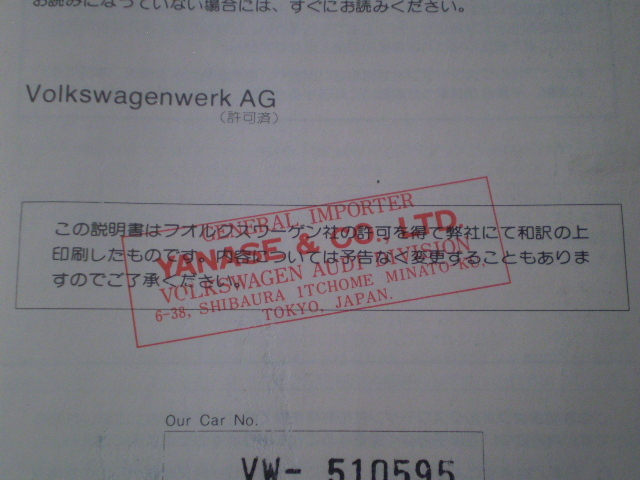 お読みになっていない場合には、すぐにお読みください。
Volkswagenwerk AG
（許可済）
この説明書はフオルクスワーゲン社の許可を得て弊社にて和訳の上
印刷したものです。内容については予告なく変更することもありま
すのでご了承ください。
GENERAL IMPORTER
YANASE & CO., LTD.
VOLKSWAGEN AUDI DIVISION
6-38, SHIBAURA 1TCHOME MINATO-KU,
TOKYO, JAPAN.
Our Car No.
VW- 510595